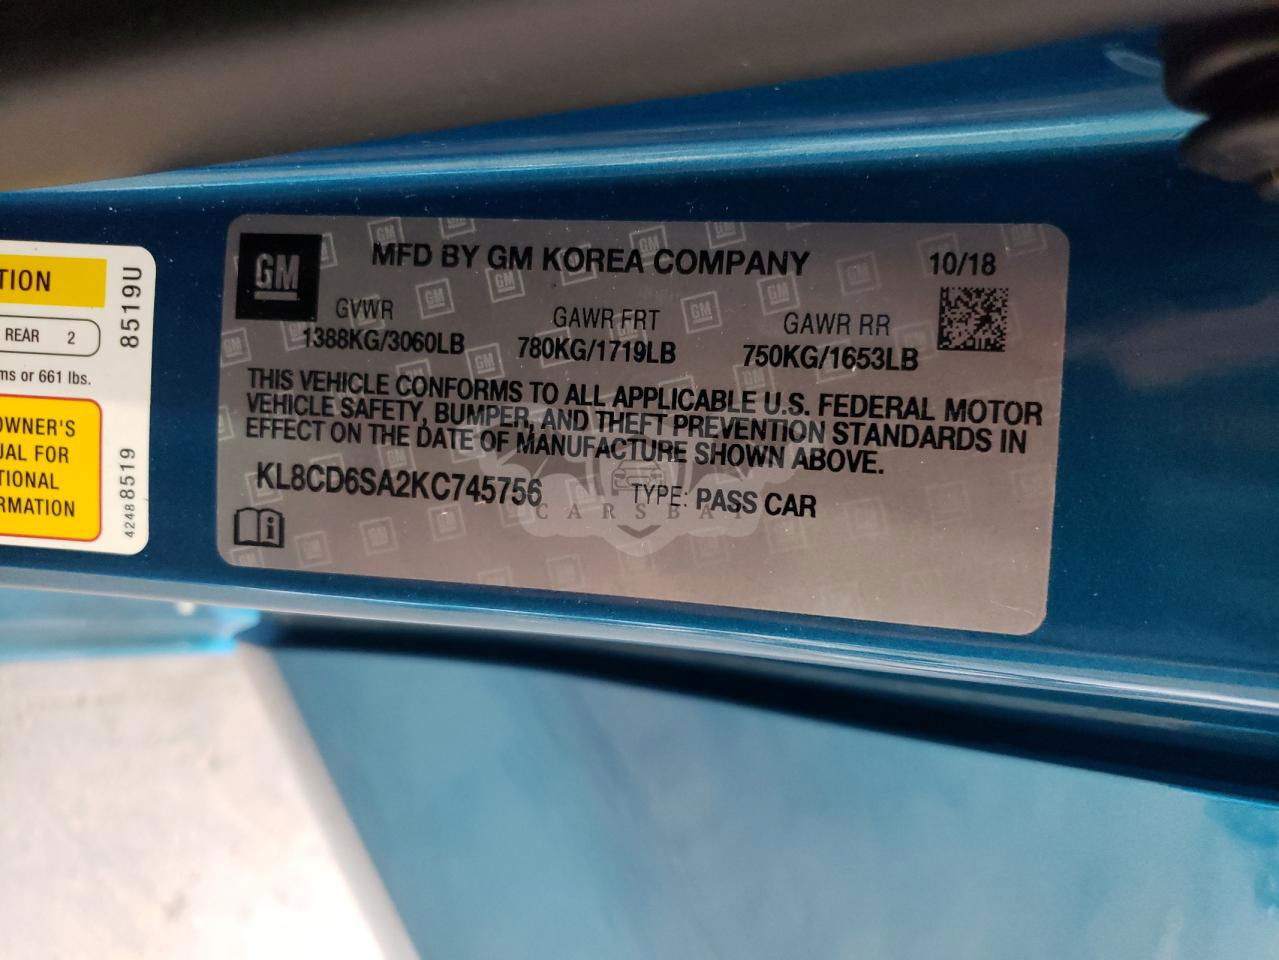 TION
REAR 2
ms or 661 lbs.
OWNER'S
UAL FOR
TIONAL
RMATION
8519U
42488519
GM
MFD BY GM KOREA COMPANY
10/18
GVWR
1388KG/3060LB
GAWR FRT
780KG/1719LB
GAWR RR
750KG/1653LB
THIS VEHICLE CONFORMS TO ALL APPLICABLE U.S. FEDERAL MOTOR
VEHICLE SAFETY, BUMPER, AND THEFT PREVENTION STANDARDS IN
EFFECT ON THE DATE OF MANUFACTURE SHOWN ABOVE.
KL8CD6SA2KC745756
TYPE: PASS CAR
CARSBAT